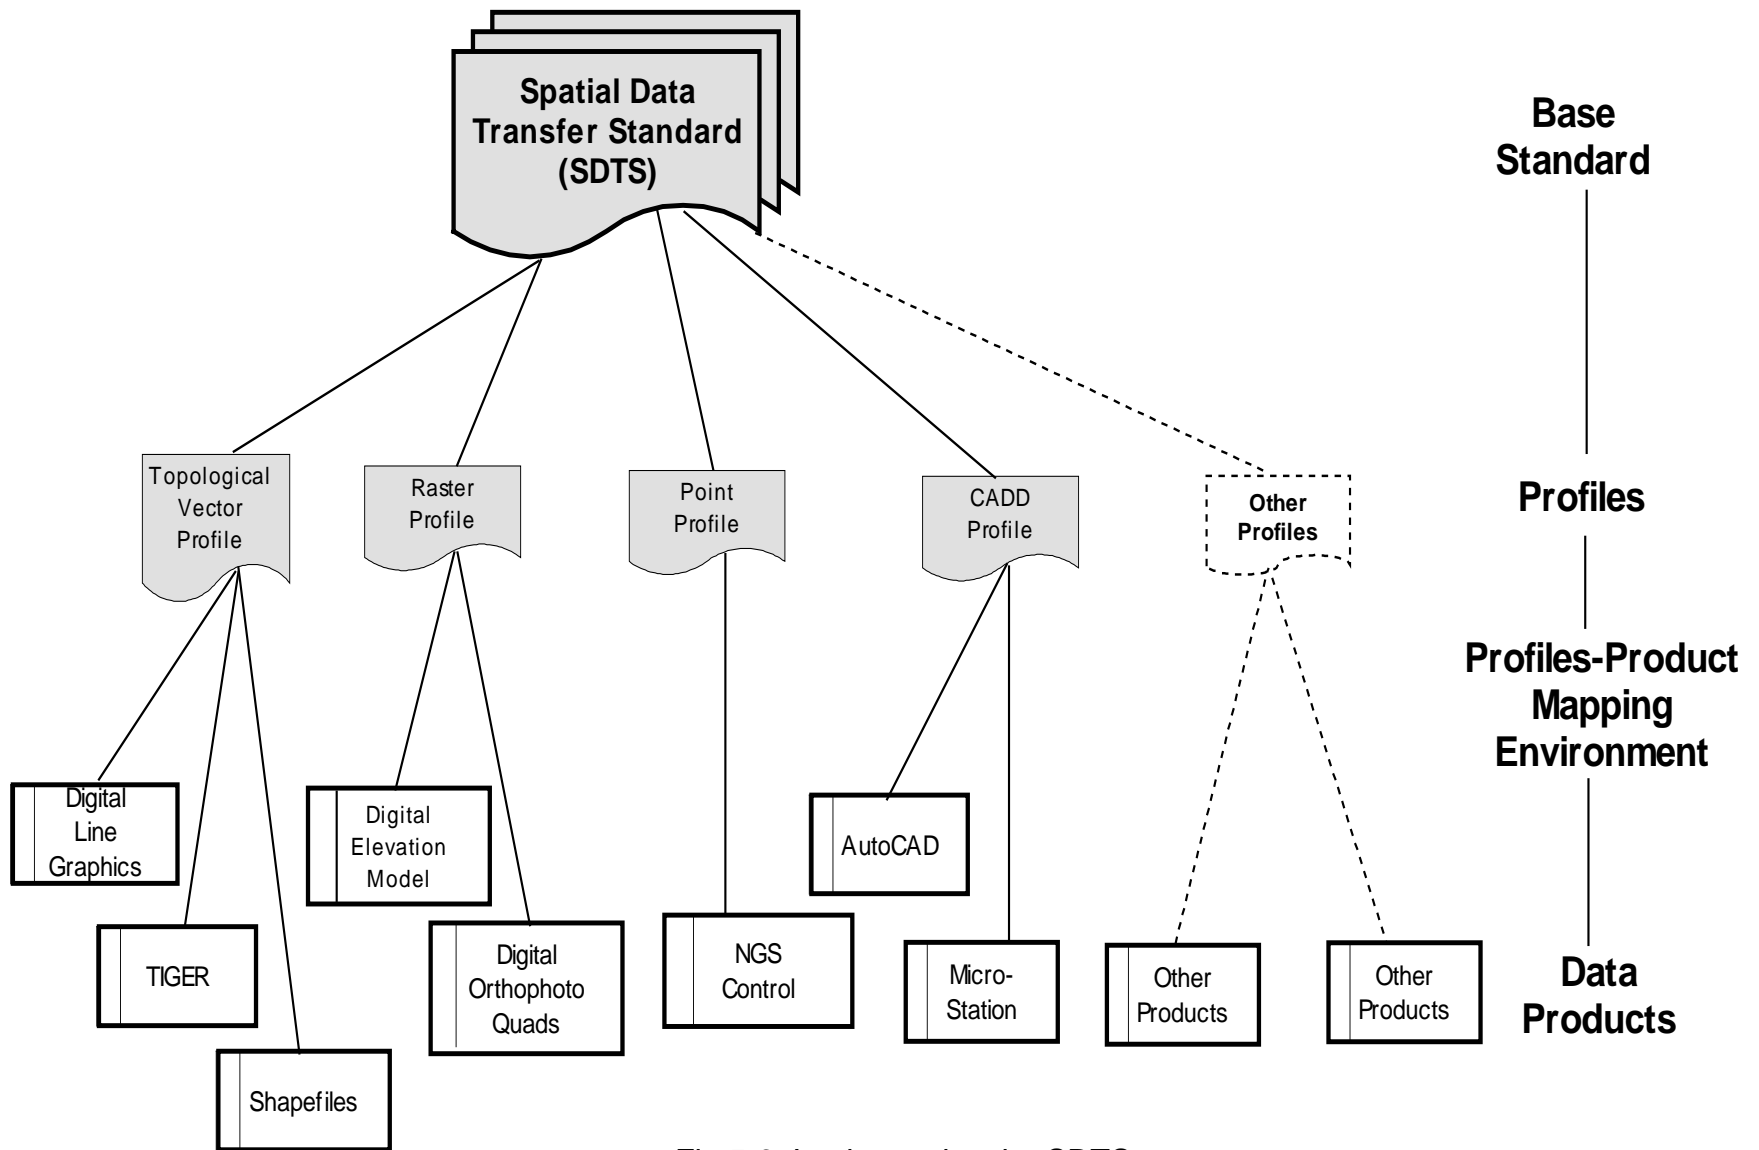 Spatial Data
Transfer Standard
(SDTS)
Base
Standard
Topological
Vector
Profile
Raster
Profile
Point
Profile
CADD
Profile
Other
Profiles
Profiles
Profiles-Product
Mapping
Environment
Digital
Line
Graphics
Digital
Elevation
Model
AutoCAD
TIGER
Digital
Orthophoto
Quads
NGS
Control
Micro-
Station
Other
Products
Other
Products
Data
Products
Shapefiles
SDTS